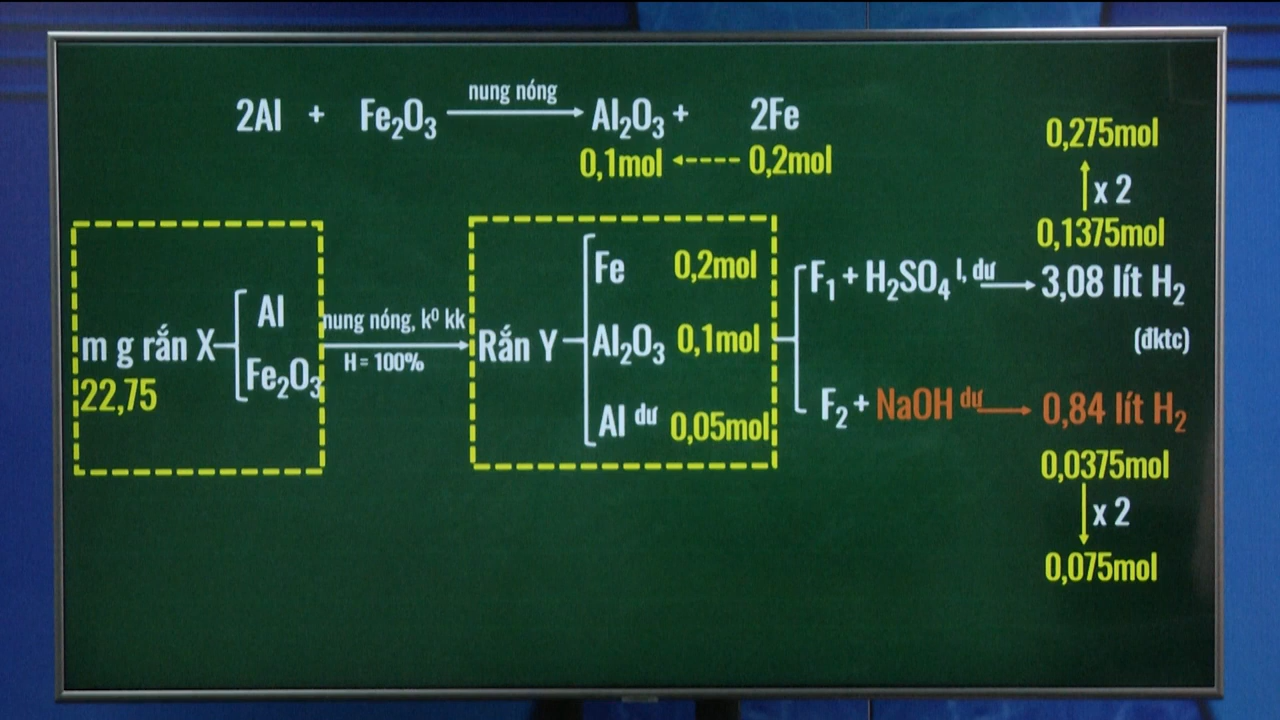 nung nóng
2Al + Fe₂O₃ → Al₂O₃ + 2Fe
0,1mol ← 0,2mol
0,275mol
x 2
0,1375mol
F₁ + H₂SO₄ l, dư → 3,08 lít H₂
(đktc)
m g rắn X
22,75
Al
Fe₂O₃
nung nóng, kº kk
H = 100%
Rắn Y
Fe 0,2mol
Al₂O₃ 0,1mol
Al dư 0,05mol
F₂ + NaOH dư → 0,84 lít H₂
0,0375mol
x 2
0,075mol